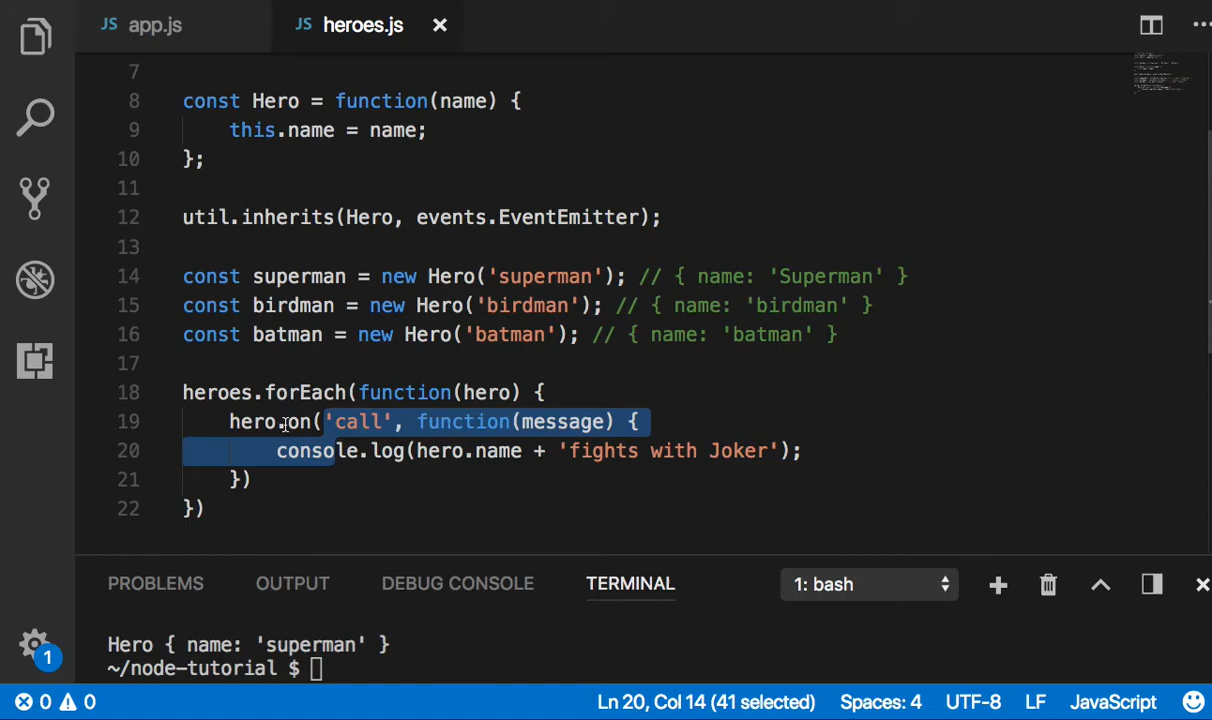 JS app.js JS heroes.js ×
7
8 const Hero = function(name) {
9 this.name = name;
10 };
11
12 util.inherits(Hero, events.EventEmitter);
13
14 const superman = new Hero('superman'); // { name: 'Superman' }
15 const birdman = new Hero('birdman'); // { name: 'birdman' }
16 const batman = new Hero('batman'); // { name: 'batman' }
17
18 heroes.forEach(function(hero) {
19 hero.on('call', function(message) {
20 console.log(hero.name + 'fights with Joker');
21 })
22 })
PROBLEMS OUTPUT DEBUG CONSOLE TERMINAL 1: bash
Hero { name: 'superman' }
~/node-tutorial $
1
0 0 Ln 20, Col 14 (41 selected) Spaces: 4 UTF-8 LF JavaScript